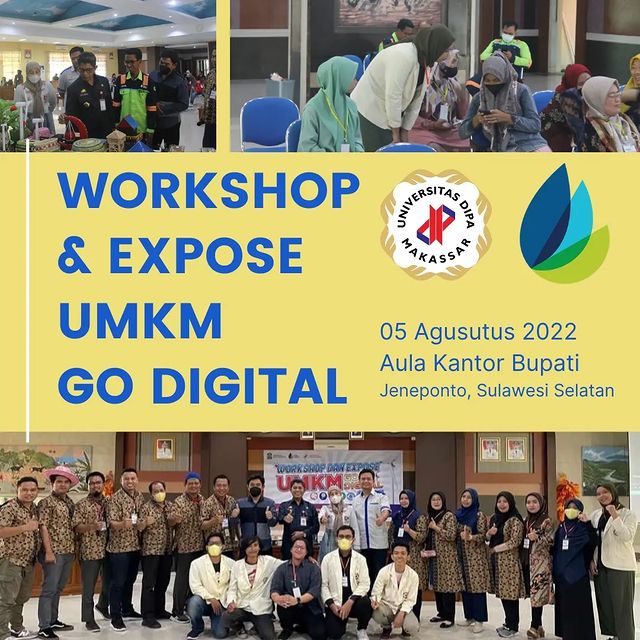 WORKSHOP
& EXPOSE
UMKM
GO DIGITAL
UNIVERSITAS DIPA
MAKASSAR
05 Agusutus 2022
Aula Kantor Bupati
Jeneponto, Sulawesi Selatan
"WORKSHOP DAN EXPOSE"
UMKM